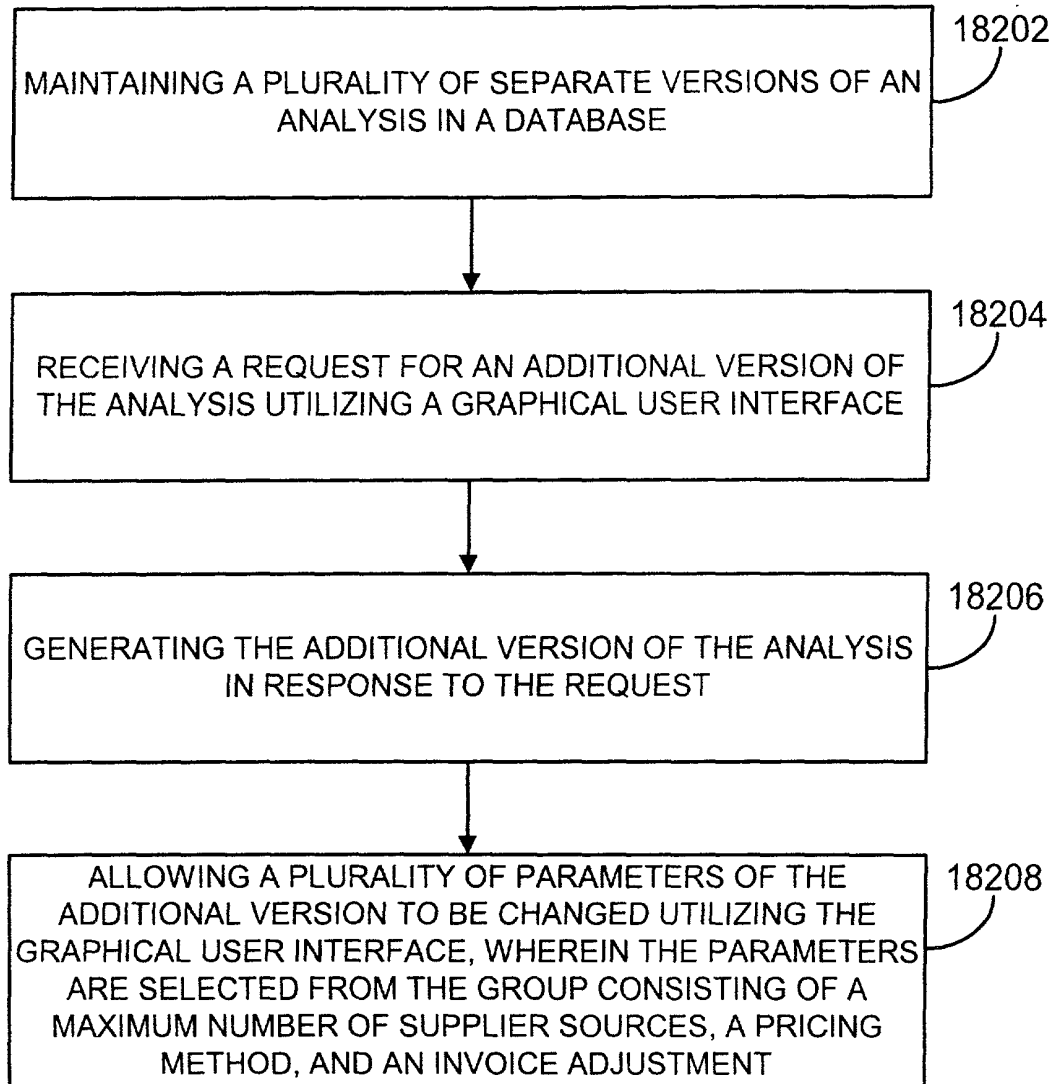 18202
MAINTAINING A PLURALITY OF SEPARATE VERSIONS OF AN
ANALYSIS IN A DATABASE
18204
RECEIVING A REQUEST FOR AN ADDITIONAL VERSION OF
THE ANALYSIS UTILIZING A GRAPHICAL USER INTERFACE
18206
GENERATING THE ADDITIONAL VERSION OF THE ANALYSIS
IN RESPONSE TO THE REQUEST
18208
ALLOWING A PLURALITY OF PARAMETERS OF THE
ADDITIONAL VERSION TO BE CHANGED UTILIZING THE
GRAPHICAL USER INTERFACE, WHEREIN THE PARAMETERS
ARE SELECTED FROM THE GROUP CONSISTING OF A
MAXIMUM NUMBER OF SUPPLIER SOURCES, A PRICING
METHOD, AND AN INVOICE ADJUSTMENT